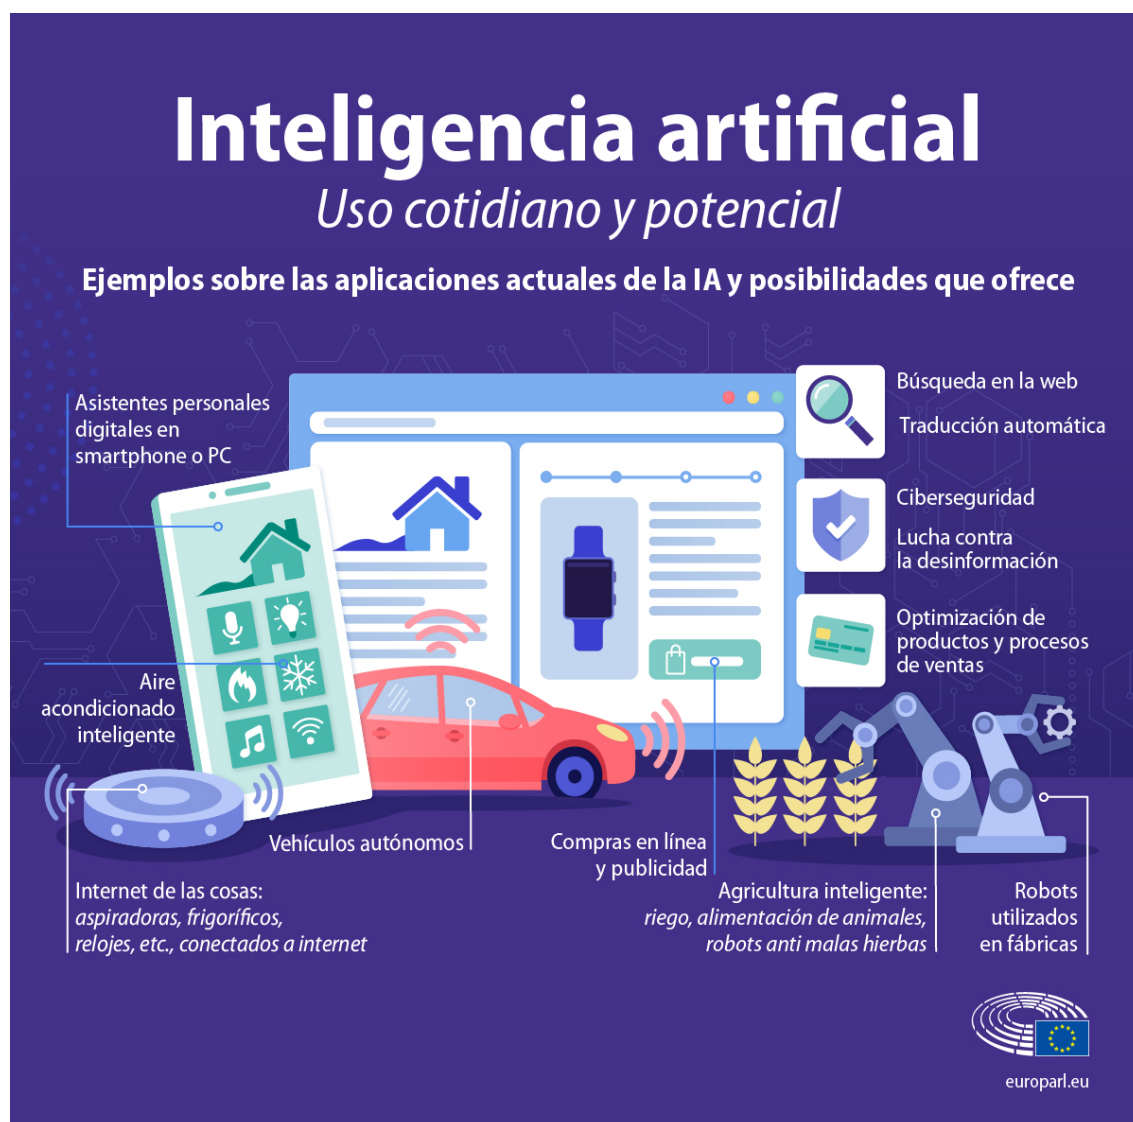 Inteligencia artificial
Uso cotidiano y potencial
Ejemplos sobre las aplicaciones actuales de la IA y posibilidades que ofrece
Asistentes personales
digitales en
smartphone o PC
Búsqueda en la web
Traducción automática
Ciberseguridad
Lucha contra
la desinformación
Optimización de
productos y procesos
de ventas
Aire
acondicionado
inteligente
Vehículos autónomos
Compras en línea
y publicidad
Internet de las cosas:
aspiradoras, frigoríficos,
relojes, etc., conectados a internet
Agricultura inteligente:
riego, alimentación de animales,
robots anti malas hierbas
Robots
utilizados
en fábricas
europarl.eu